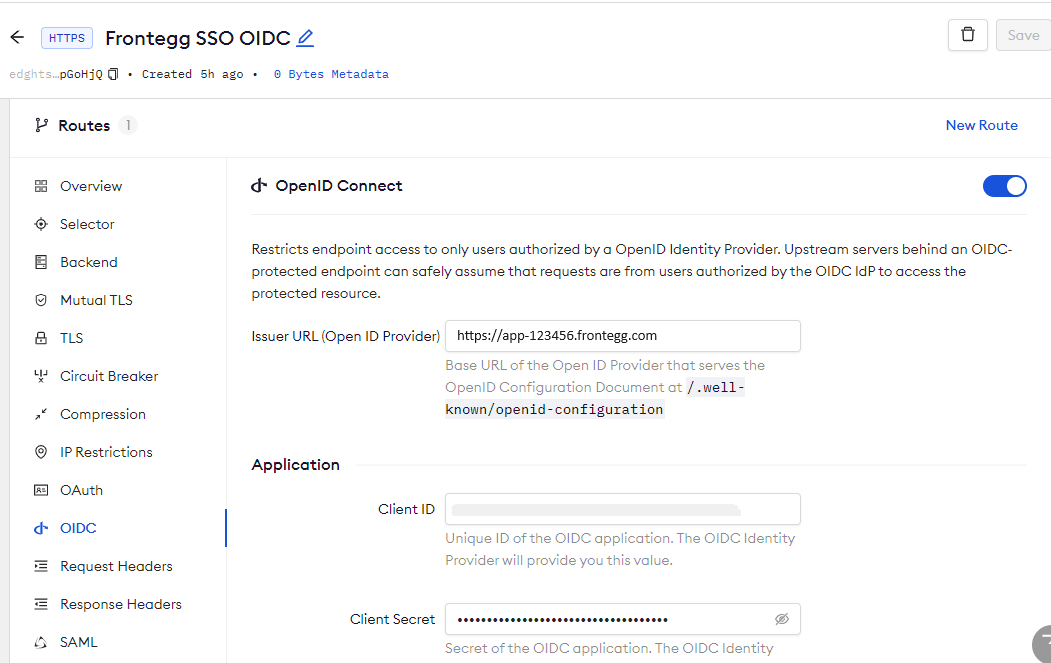 HTTPS Frontegg SSO OIDC Save
edghts…pGoHjQ • Created 5h ago • 0 Bytes Metadata
Routes 1 New Route
Overview
Selector
Backend
Mutual TLS
TLS
Circuit Breaker
Compression
IP Restrictions
OAuth
OIDC
Request Headers
Response Headers
SAML
OpenID Connect
Restricts endpoint access to only users authorized by a OpenID Identity Provider. Upstream servers behind an OIDC-
protected endpoint can safely assume that requests are from users authorized by the OIDC IdP to access the
protected resource.
Issuer URL (Open ID Provider) https://app-123456.frontegg.com
Base URL of the Open ID Provider that serves the
OpenID Configuration Document at /.well-
known/openid-configuration
Application
Client ID
Unique ID of the OIDC application. The OIDC Identity
Provider will provide you this value.
Client Secret ••••••••••••••••••••••••••••••••••••
Secret of the OIDC application. The OIDC Identity